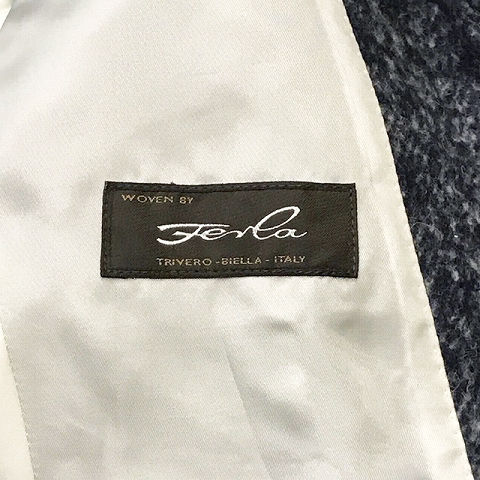 WOVEN BY
Ferla
TRIVERO - BIELLA - ITALY